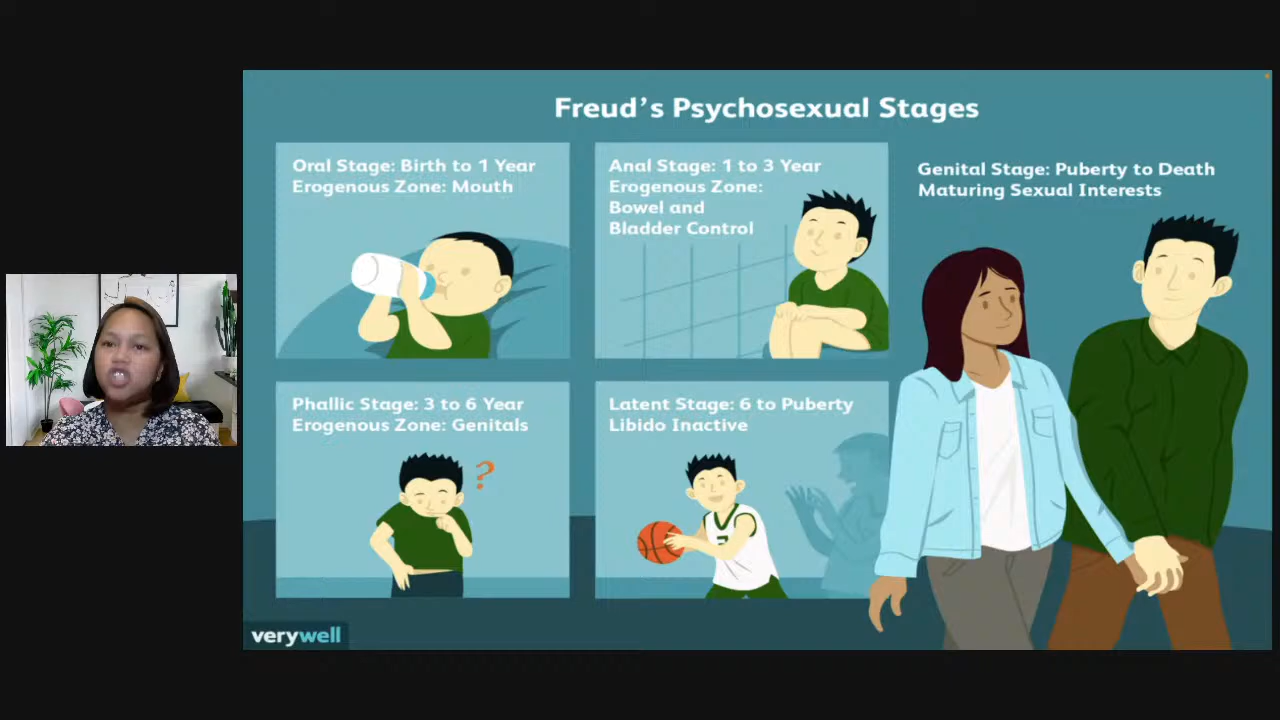 Freud's Psychosexual Stages
Oral Stage: Birth to 1 Year
Erogenous Zone: Mouth
Anal Stage: 1 to 3 Year
Erogenous Zone:
Bowel and
Bladder Control
Genital Stage: Puberty to Death
Maturing Sexual Interests
Phallic Stage: 3 to 6 Year
Erogenous Zone: Genitals
?
Latent Stage: 6 to Puberty
Libido Inactive
verywell